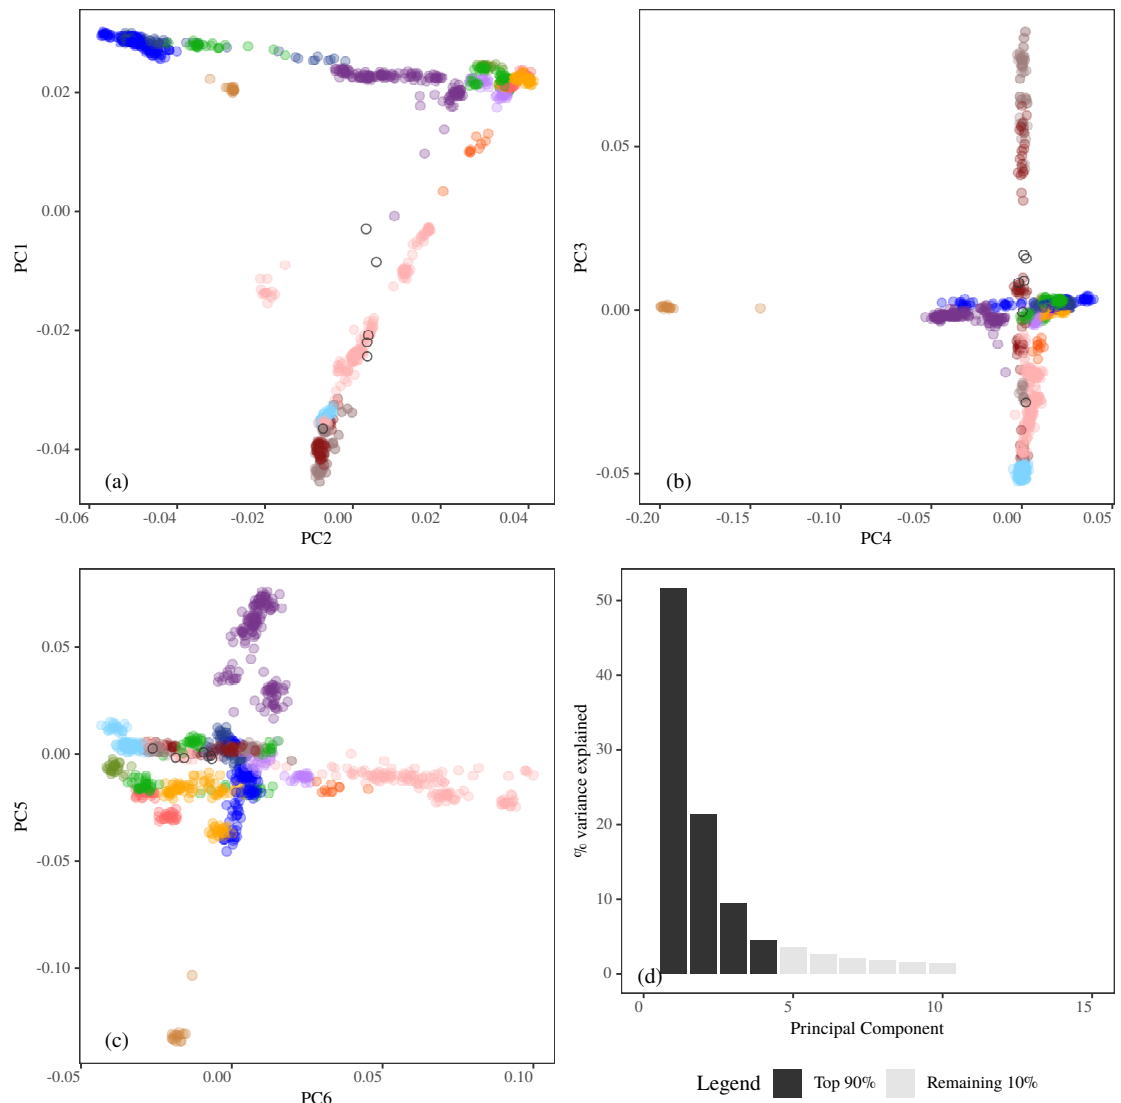 0.02
0.00
-0.02
-0.04
PC1
(a)
-0.06
-0.04
-0.02
0.00
0.02
0.04
PC2
0.05
0.00
-0.05
PC3
(b)
-0.20
-0.15
-0.10
-0.05
0.00
0.05
PC4
0.05
0.00
-0.05
-0.10
PC5
(c)
-0.05
0.00
0.05
0.10
PC6
50
40
30
20
10
0
% variance explained
(d)
0
5
10
15
Principal Component
Legend Top 90% Remaining 10%